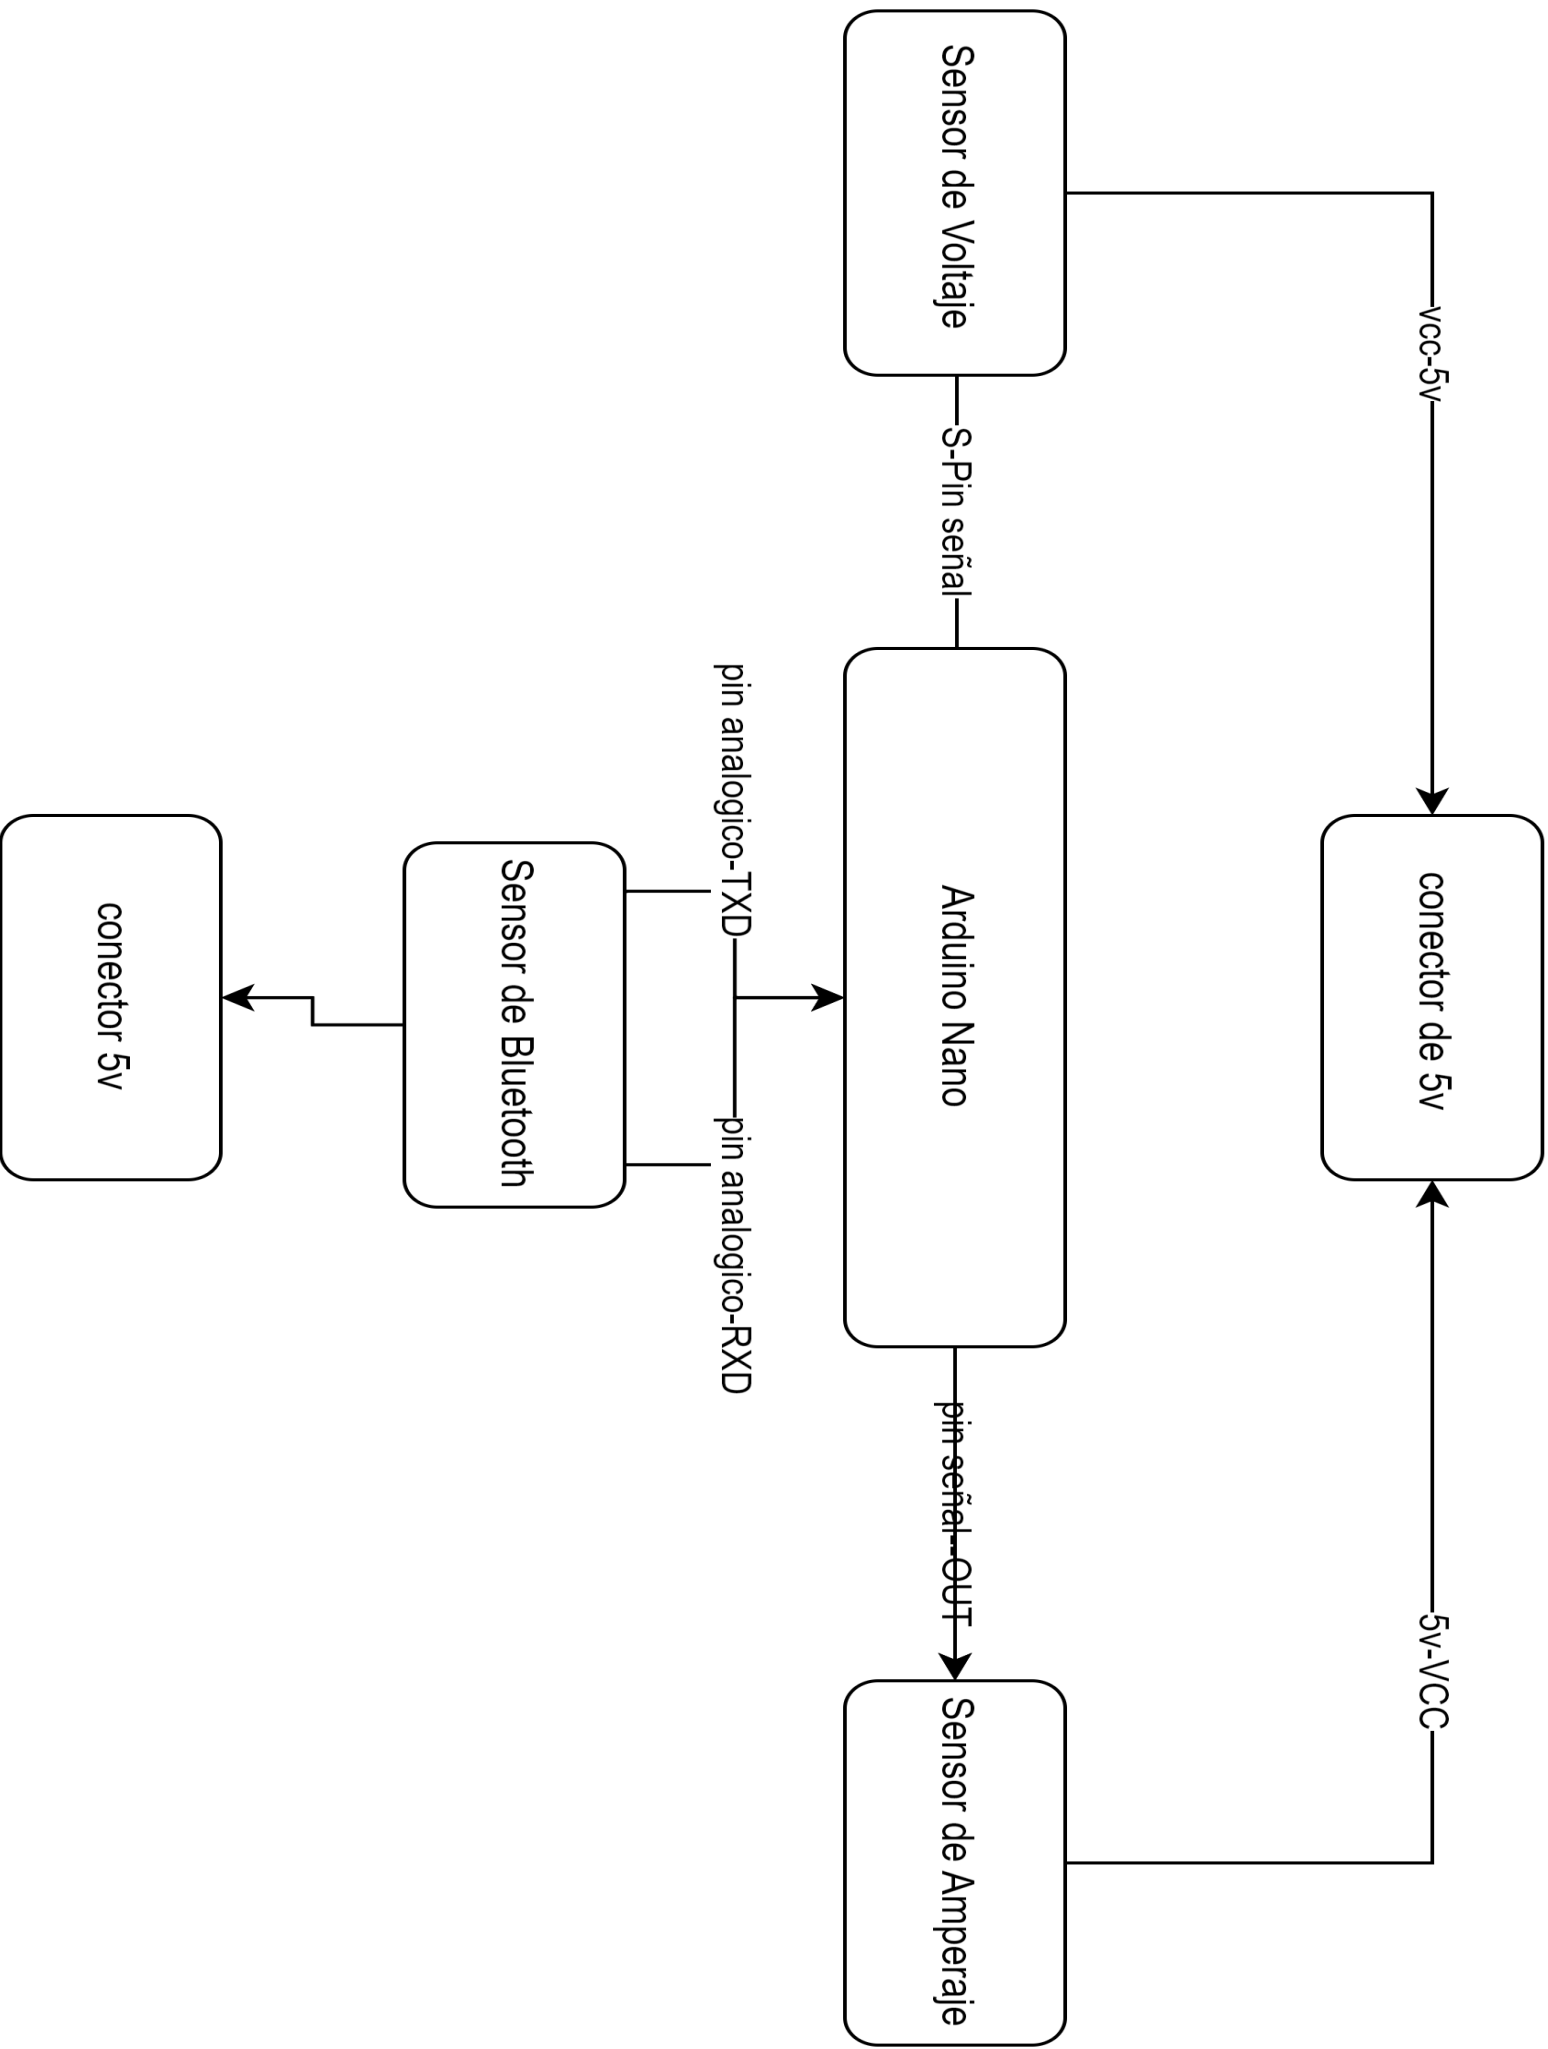 conector de 5v
vcc-5v
5v-VCC
Sensor de Voltaje
S-Pin señal
Arduino Nano
pin señal--OUT
Sensor de Amperaje
pin analogico-TXD
pin analogico-RXD
Sensor de Bluetooth
conector 5v